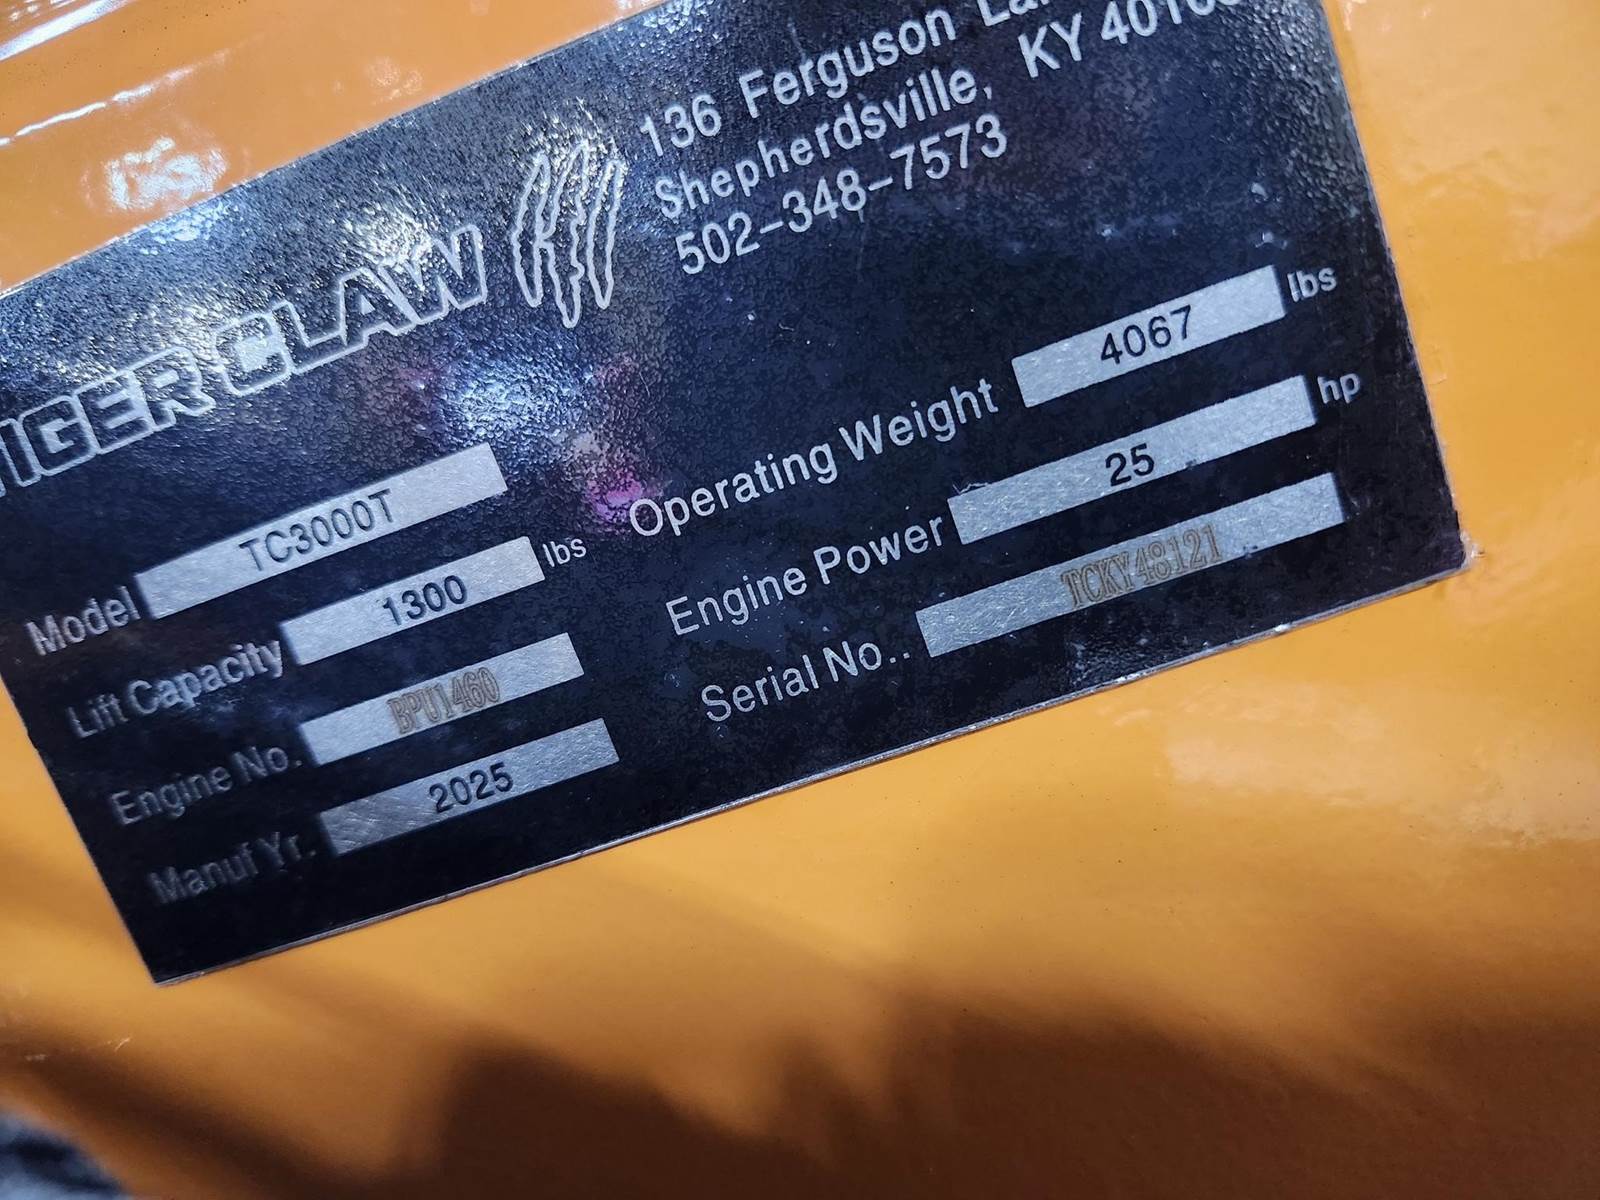 TIGER CLAW
136 Ferguson
Shepherdsville, KY
502-348-7573
Model TC3000T
Lift Capacity 1300 lbs
Engine No. BPU1460
Manuf Yr. 2025
Operating Weight 4067 lbs
Engine Power 25 hp
Serial No.. TCKY48121